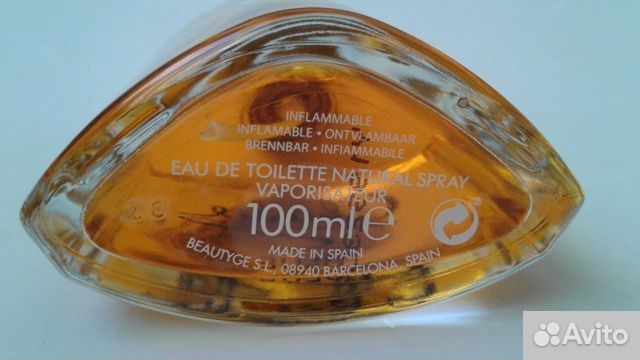 INFLAMMABLE
INFLAMABLE • ONTVLAMBAAR
BRENNBAR • INFIAMMABILE
EAU DE TOILETTE NATURAL SPRAY
VAPORISATEUR
100ml e
MADE IN SPAIN
BEAUTYGE S.L., 08940 BARCELONA, SPAIN
Avito